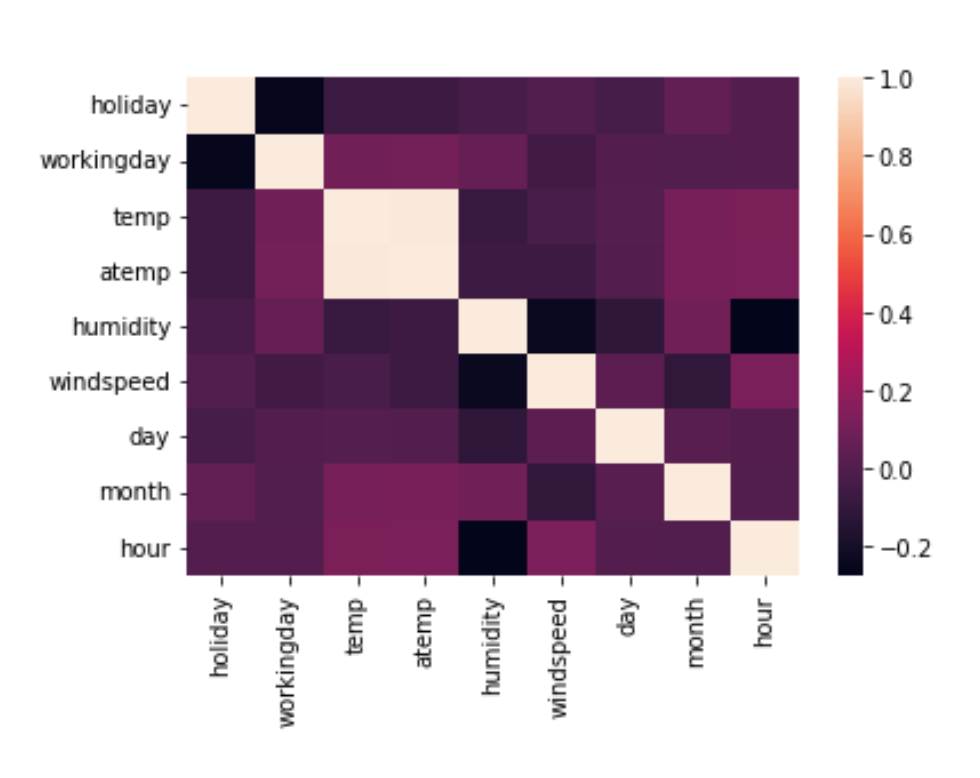 holiday
workingday
temp
atemp
humidity
windspeed
day
month
hour
holiday
workingday
temp
atemp
humidity
windspeed
day
month
hour
1.0
0.8
0.6
0.4
0.2
0.0
−0.2